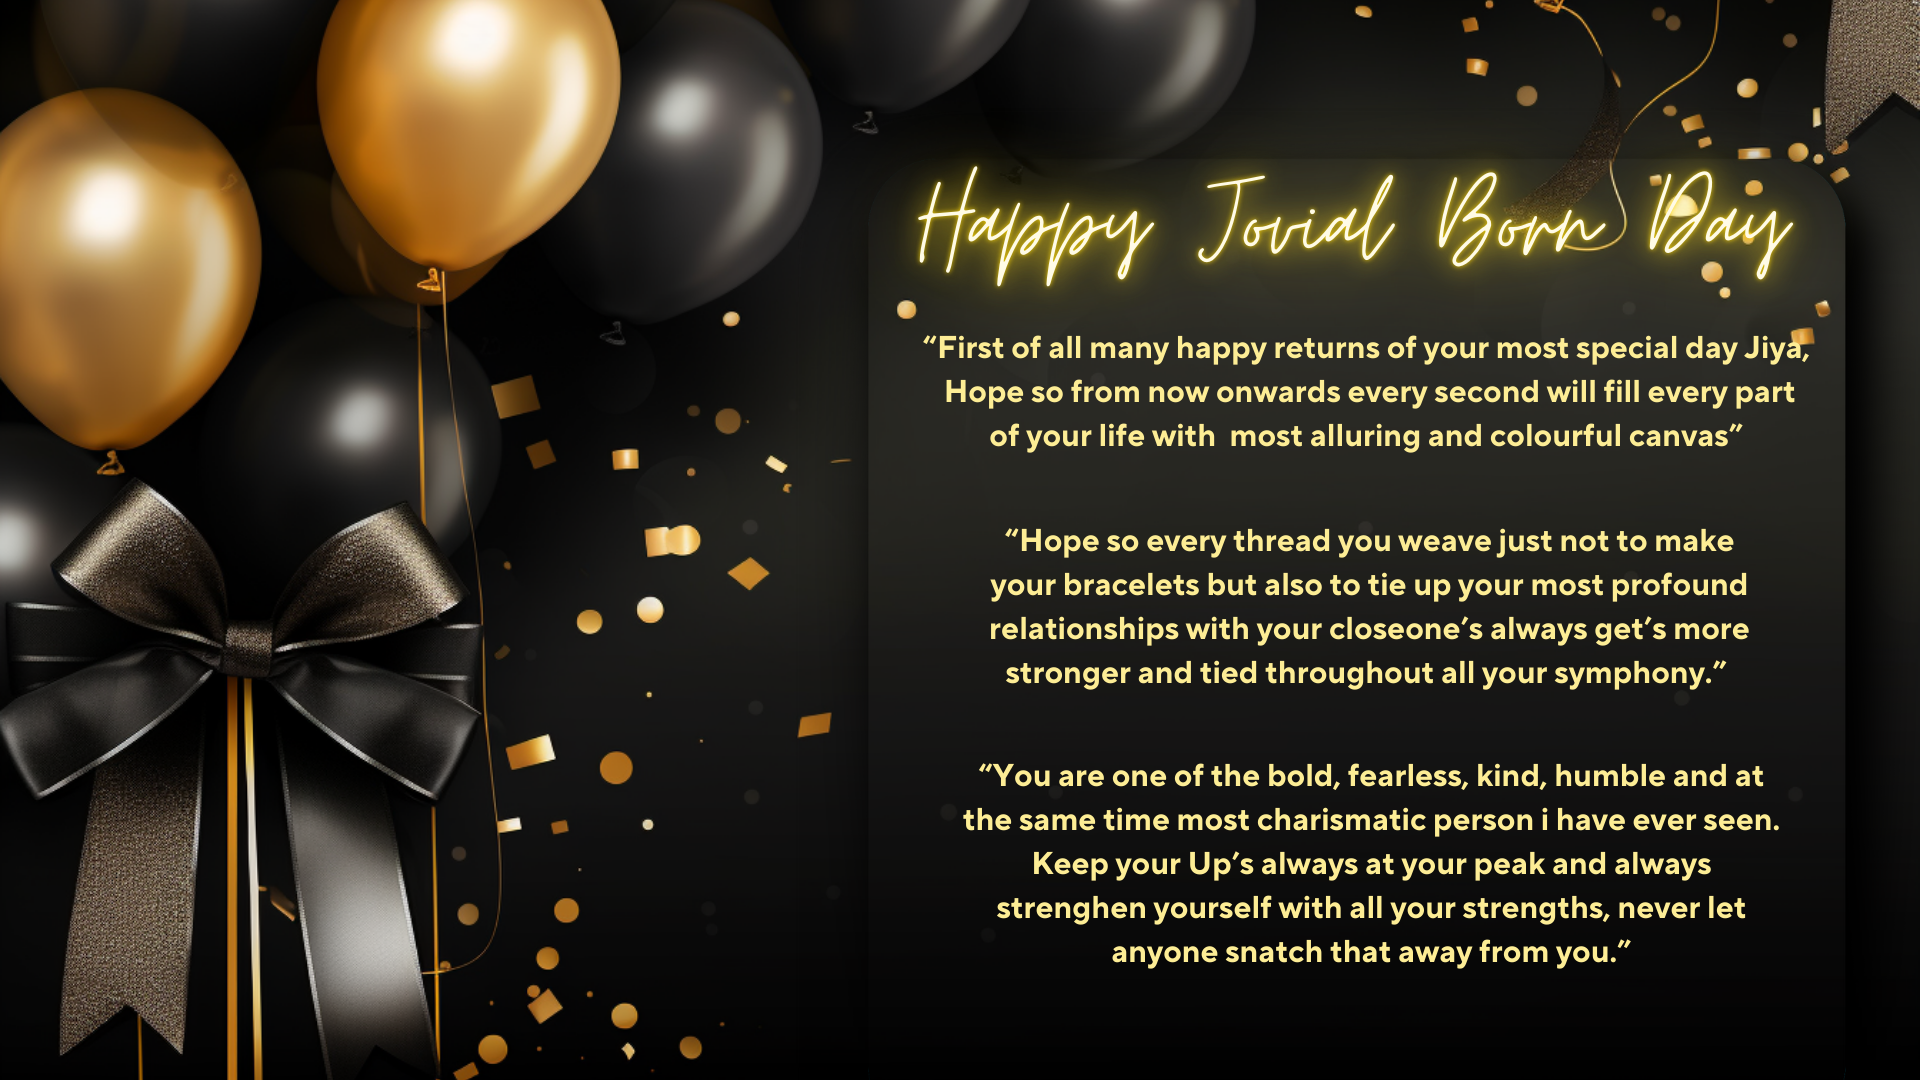 Happy Jovial Born Day
“First of all many happy returns of your most special day Jiya,
Hope so from now onwards every second will fill every part
of your life with  most alluring and colourful canvas”
“Hope so every thread you weave just not to make
your bracelets but also to tie up your most profound
relationships with your closeone’s always get’s more
stronger and tied throughout all your symphony.”
“You are one of the bold, fearless, kind, humble and at
the same time most charismatic person i have ever seen.
Keep your Up’s always at your peak and always
strenghen yourself with all your strengths, never let
anyone snatch that away from you.”